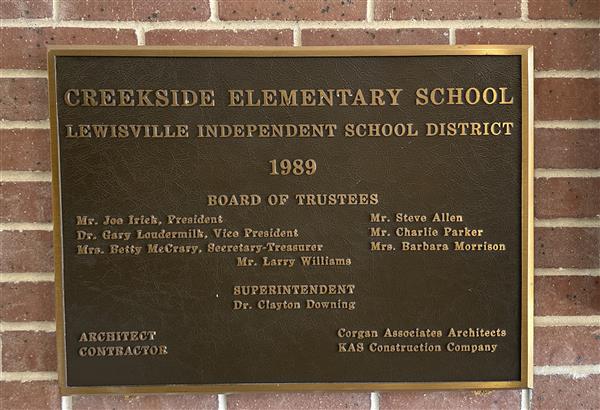 CREEKSIDE ELEMENTARY SCHOOL
LEWISVILLE INDEPENDENT SCHOOL DISTRICT
1989
BOARD OF TRUSTEES
Mr. Joe Irick, President Mr. Steve Allen
Dr. Gary Loudermilk, Vice President Mr. Charlie Parker
Mrs. Betty McCrary, Secretary-Treasurer Mrs. Barbara Morrison
Mr. Larry Williams
SUPERINTENDENT
Dr. Clayton Downing
ARCHITECT Corgan Associates Architects
CONTRACTOR KAS Construction Company